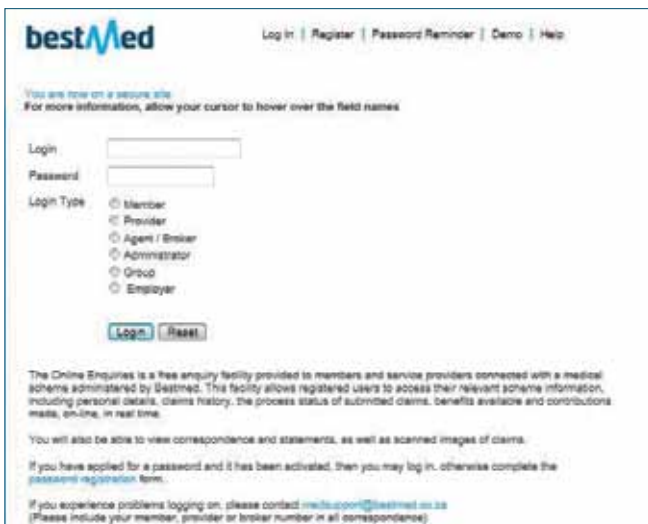 bestMed
Log In | Register | Password Reminder | Demo | Help
You are now on a secure site
For more information, allow your cursor to hover over the field names
Login
Password
Login Type
Member
Provider
Agent / Broker
Administrator
Group
Employer
Login Reset
The Online Enquiries is a free enquiry facility provided to members and service providers connected with a medical
scheme administered by Bestmed. This facility allows registered users to access their relevant scheme information,
including personal details, claims history, the process status of submitted claims, benefits available and contributions
made, on-line, in real time.
You will also be able to view correspondence and statements, as well as scanned images of claims.
If you have applied for a password and it has been activated, then you may log in, otherwise complete the
password registration form.
If you experience problems logging on, please contact medsupport@bestmed.co.za
(Please include your member, provider or broker number in all correspondence)